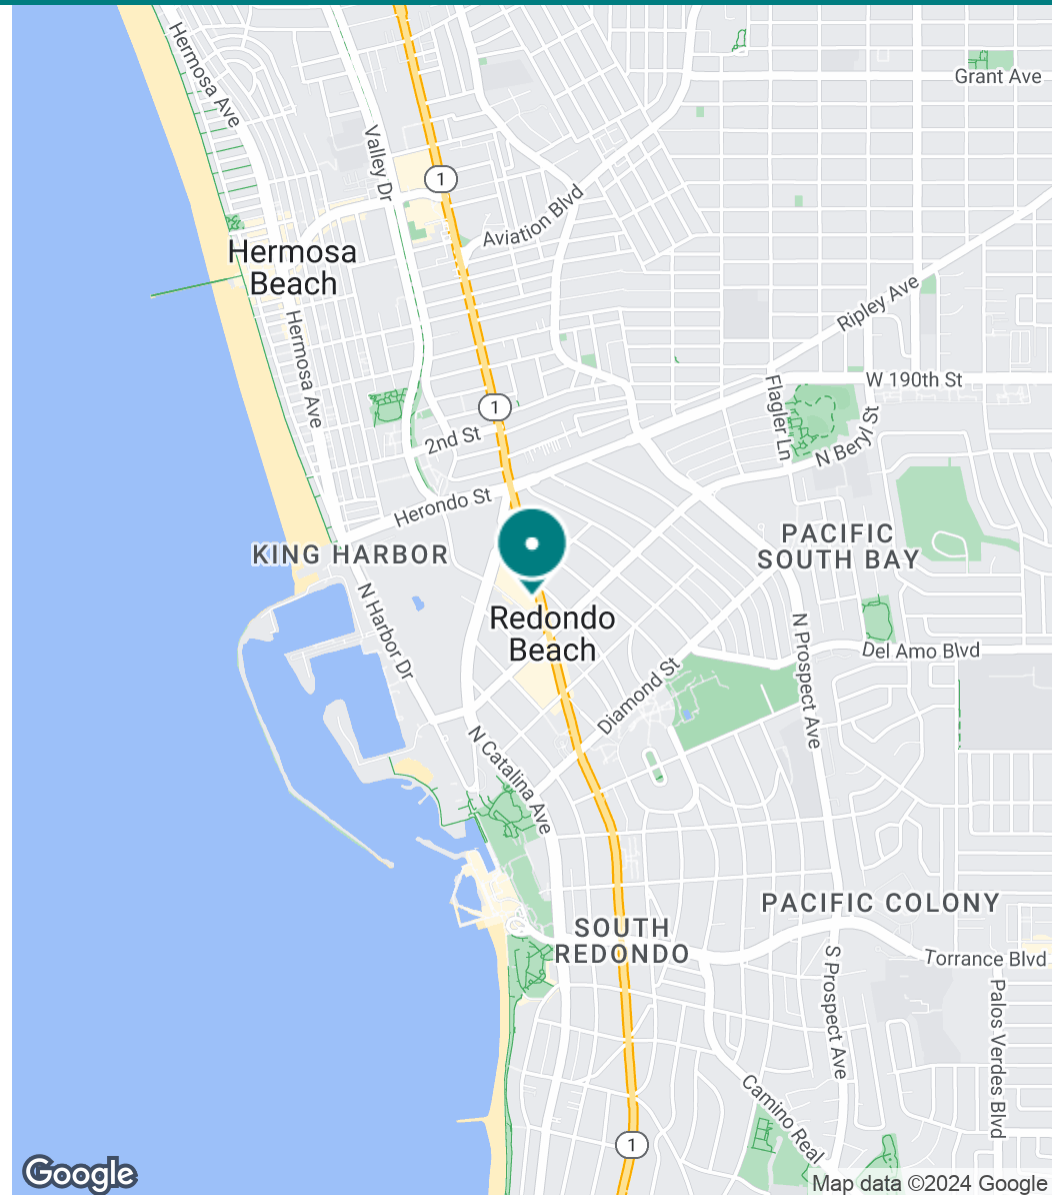 Hermosa Ave
Grant Ave
Valley Dr
1
Aviation Blvd
Hermosa
Beach
Ripley Ave
Hermosa Ave
W 190th St
Flagler Ln
1
N Beryl St
2nd St
Herondo St
PACIFIC
SOUTH BAY
KING HARBOR
N Harbor Dr
Redondo
Beach
N Prospect Ave
Del Amo Blvd
Diamond St
N Catalina Ave
PACIFIC COLONY
SOUTH
REDONDO
Torrance Blvd
S Prospect Ave
Palos Verdes Blvd
Camino Real
1
Google
Map data ©2024 Google